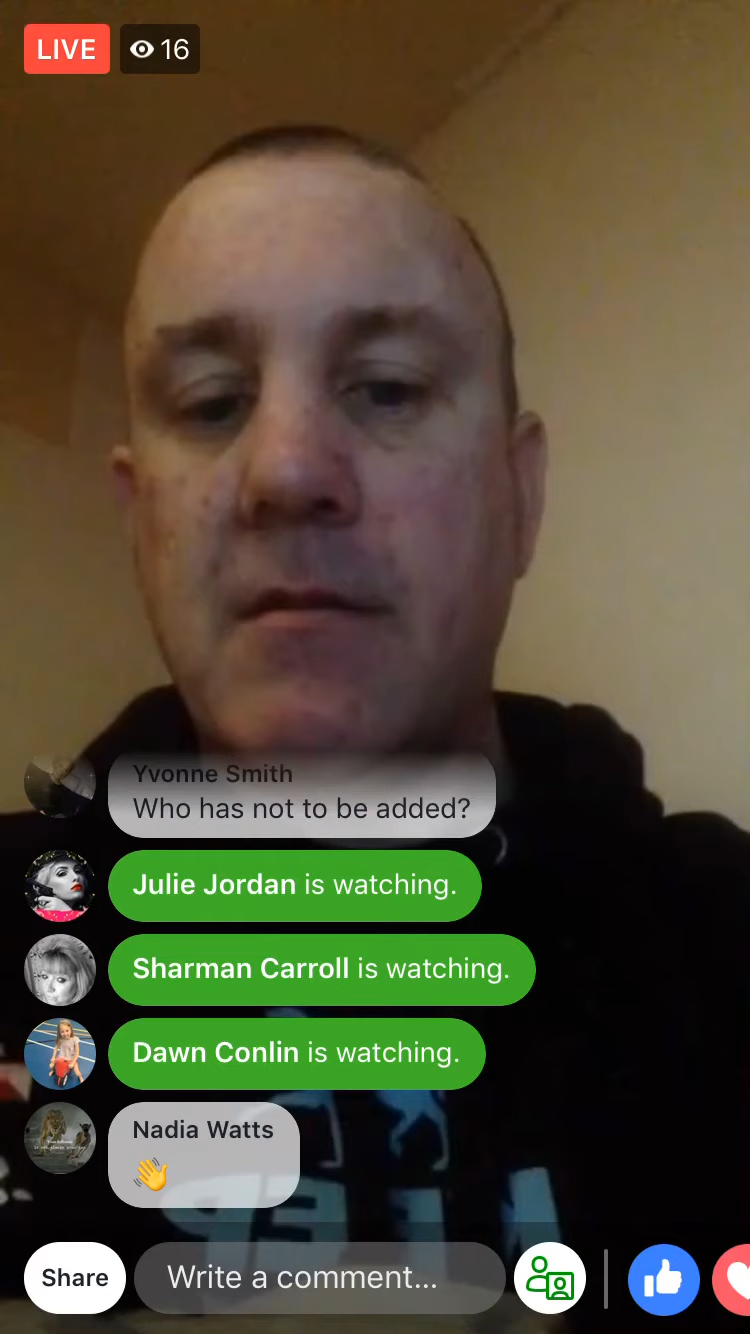 LIVE 16
Yvonne Smith
Who has not to be added?
Julie Jordan is watching.
Sharman Carroll is watching.
Dawn Conlin is watching.
Nadia Watts
👋
Share Write a comment...